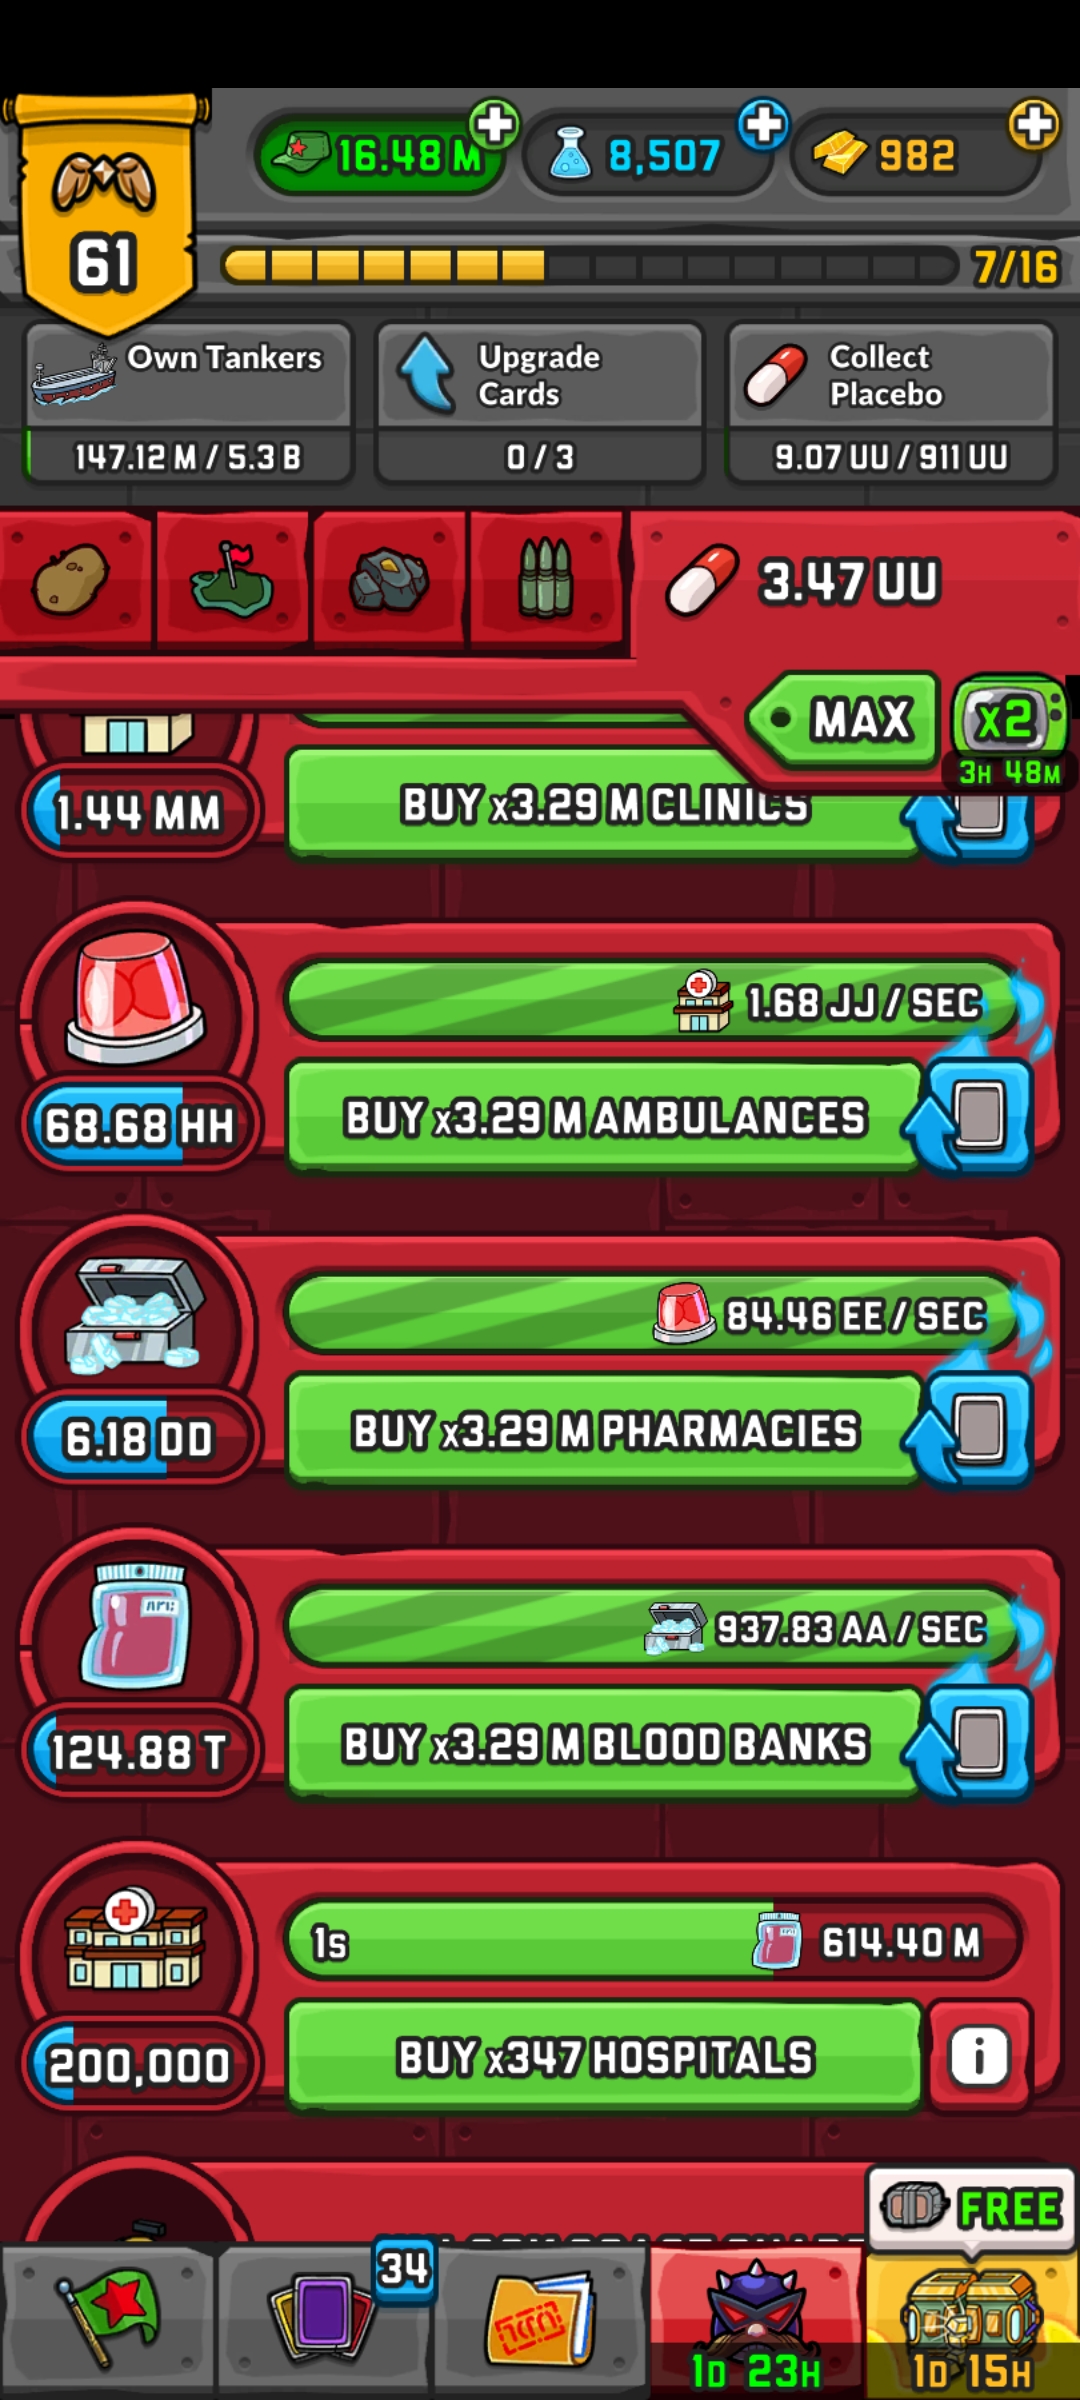 16.48 M
8,507
982
61
7/16
Own Tankers
147.12 M / 5.3 B
Upgrade
Cards
0 / 3
Collect
Placebo
9.07 UU / 911 UU
3.47 UU
MAX
x2
3H 48M
1.44 MM
BUY x3.29 M CLINICS
1.68 JJ / SEC
68.68 HH
BUY x3.29 M AMBULANCES
84.46 EE / SEC
6.18 DD
BUY x3.29 M PHARMACIES
937.83 AA / SEC
124.88 T
BUY x3.29 M BLOOD BANKS
1s
614.40 M
200,000
BUY x347 HOSPITALS
i
FREE
34
1D 23H
1D 15H